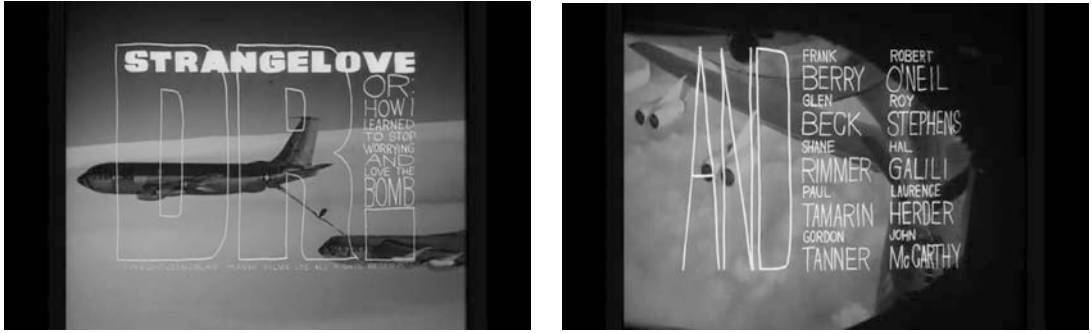 DR.
STRANGELOVE
OR:
HOW I
LEARNED
TO STOP
WORRYING
AND
LOVE THE
BOMB
AND
FRANK
BERRY
GLEN
BECK
SHANE
RIMMER
PAUL
TAMARIN
GORDON
TANNER
ROBERT
O'NEIL
ROY
STEPHENS
HAL
GALILI
LAURENCE
HERDER
JOHN
McCARTHY